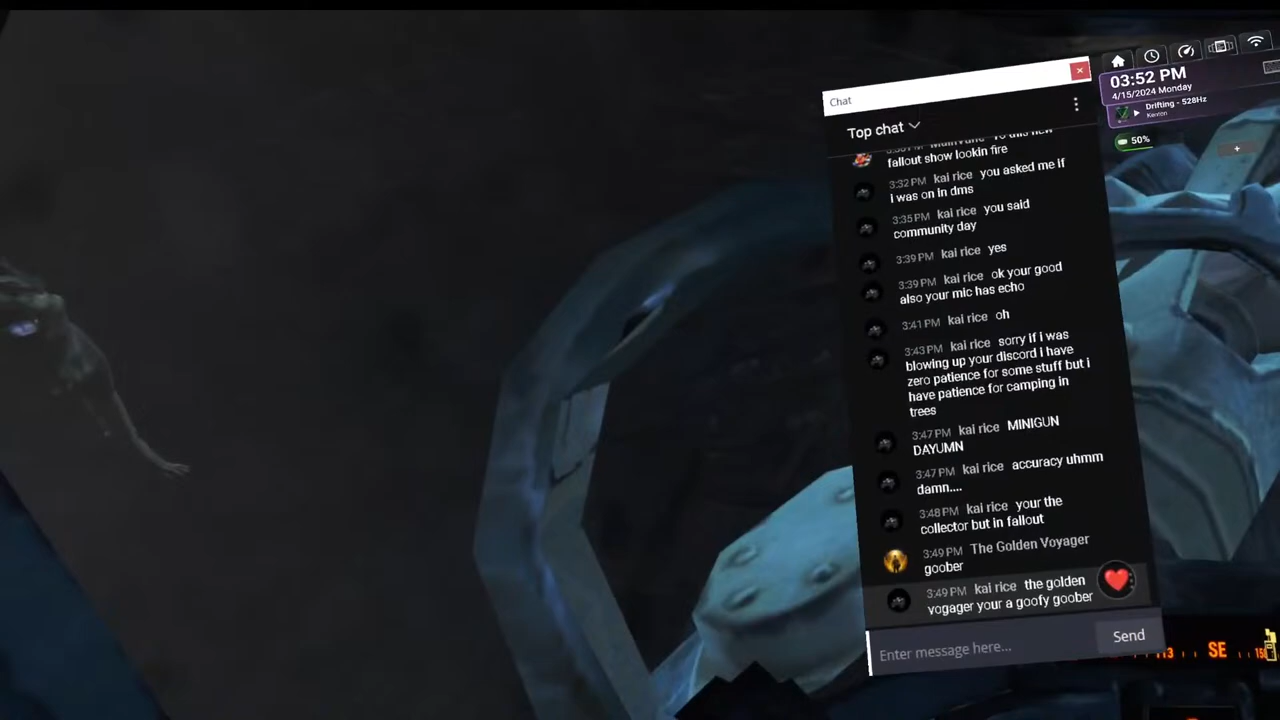 Chat
Top chat
fallout show lookin fire
3:32 PM kai rice you asked me if
i was on in dms
3:35 PM kai rice you said
community day
3:39 PM kai rice yes
3:39 PM kai rice ok your good
also your mic has echo
3:41 PM kai rice oh
3:43 PM kai rice sorry if i was
blowing up your discord i have
zero patience for some stuff but i
have patience for camping in
trees
3:47 PM kai rice MINIGUN
DAYUMN
3:47 PM kai rice accuracy uhmm
damn....
3:48 PM kai rice your the
collector but in fallout
3:49 PM The Golden Voyager
goober
3:49 PM kai rice the golden
vogager your a goofy goober
Enter message here...
Send
03:52 PM
4/15/2024 Monday
Drifting - 528Hz
50%
+
SE